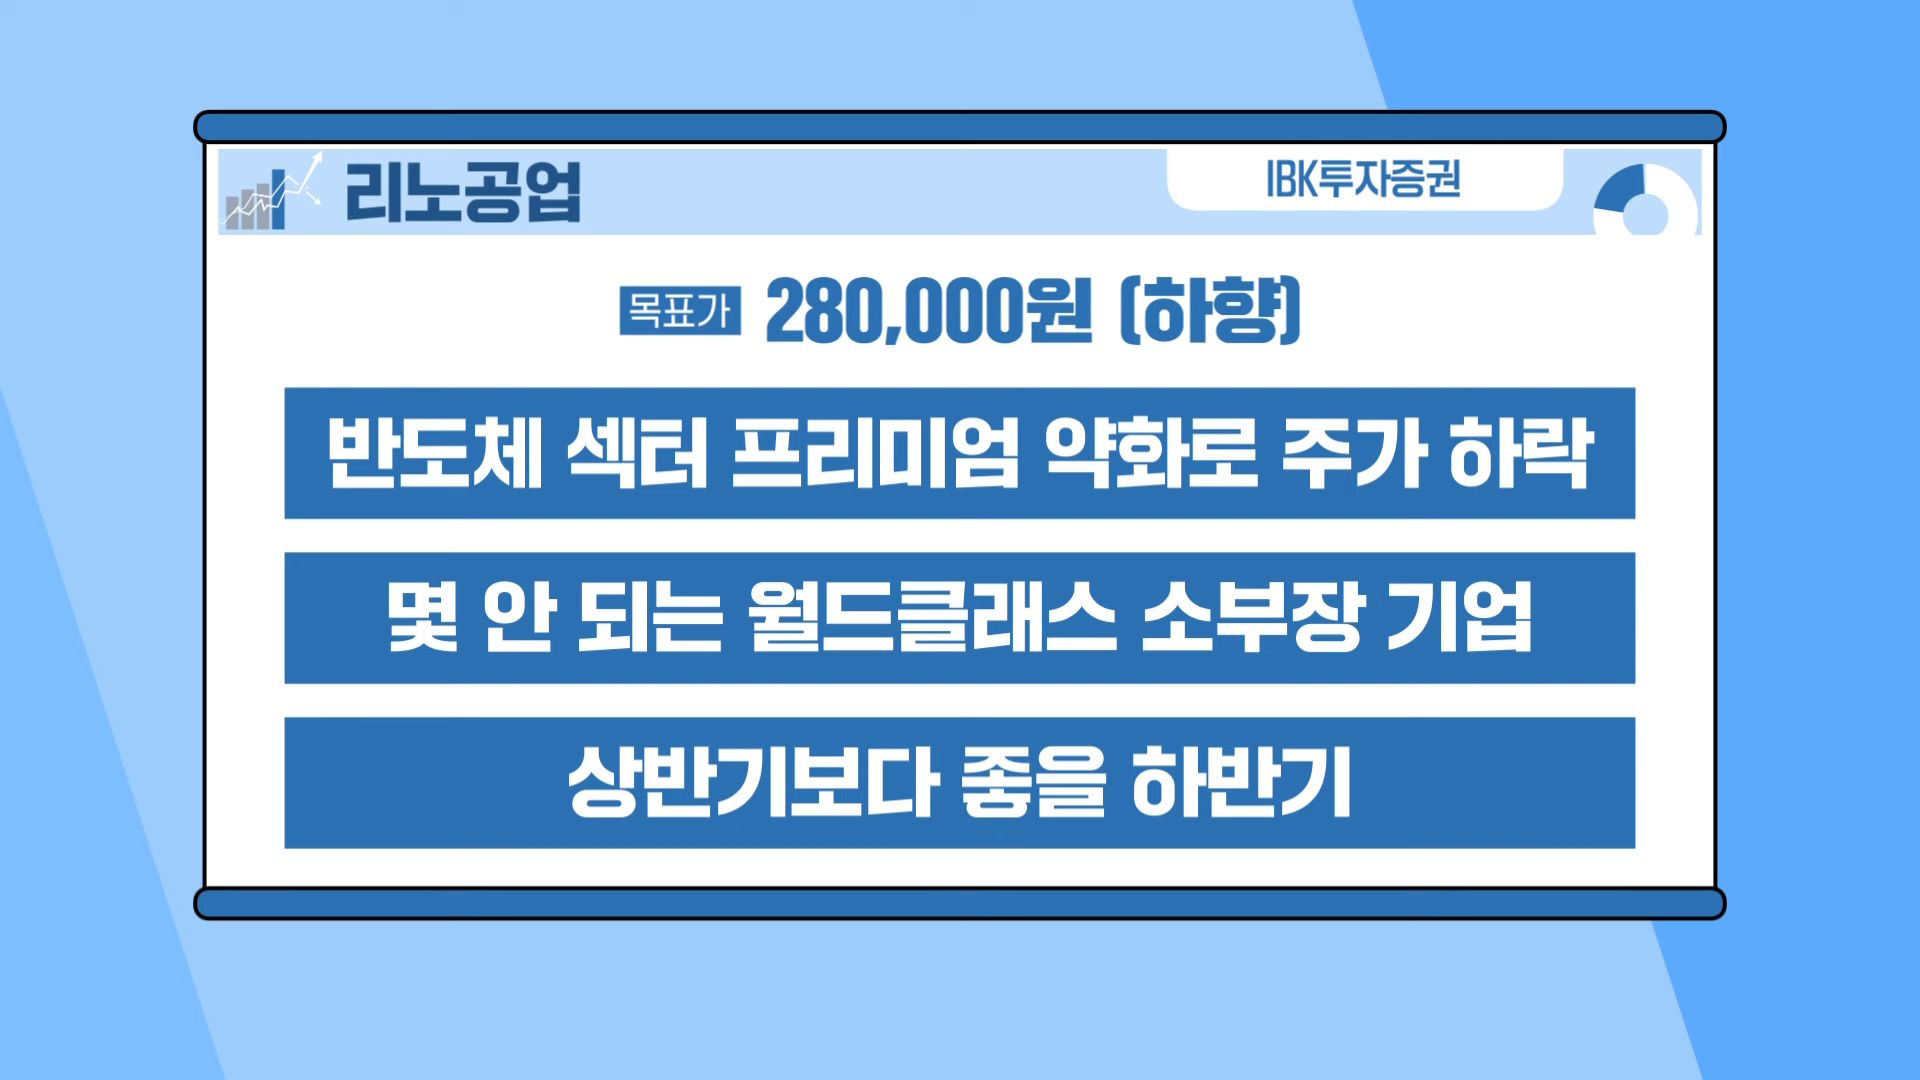 리노공업
IBK투자증권
목표가 280,000원 (하향)
반도체 섹터 프리미엄 약화로 주가 하락
몇 안 되는 월드클래스 소부장 기업
상반기보다 좋을 하반기